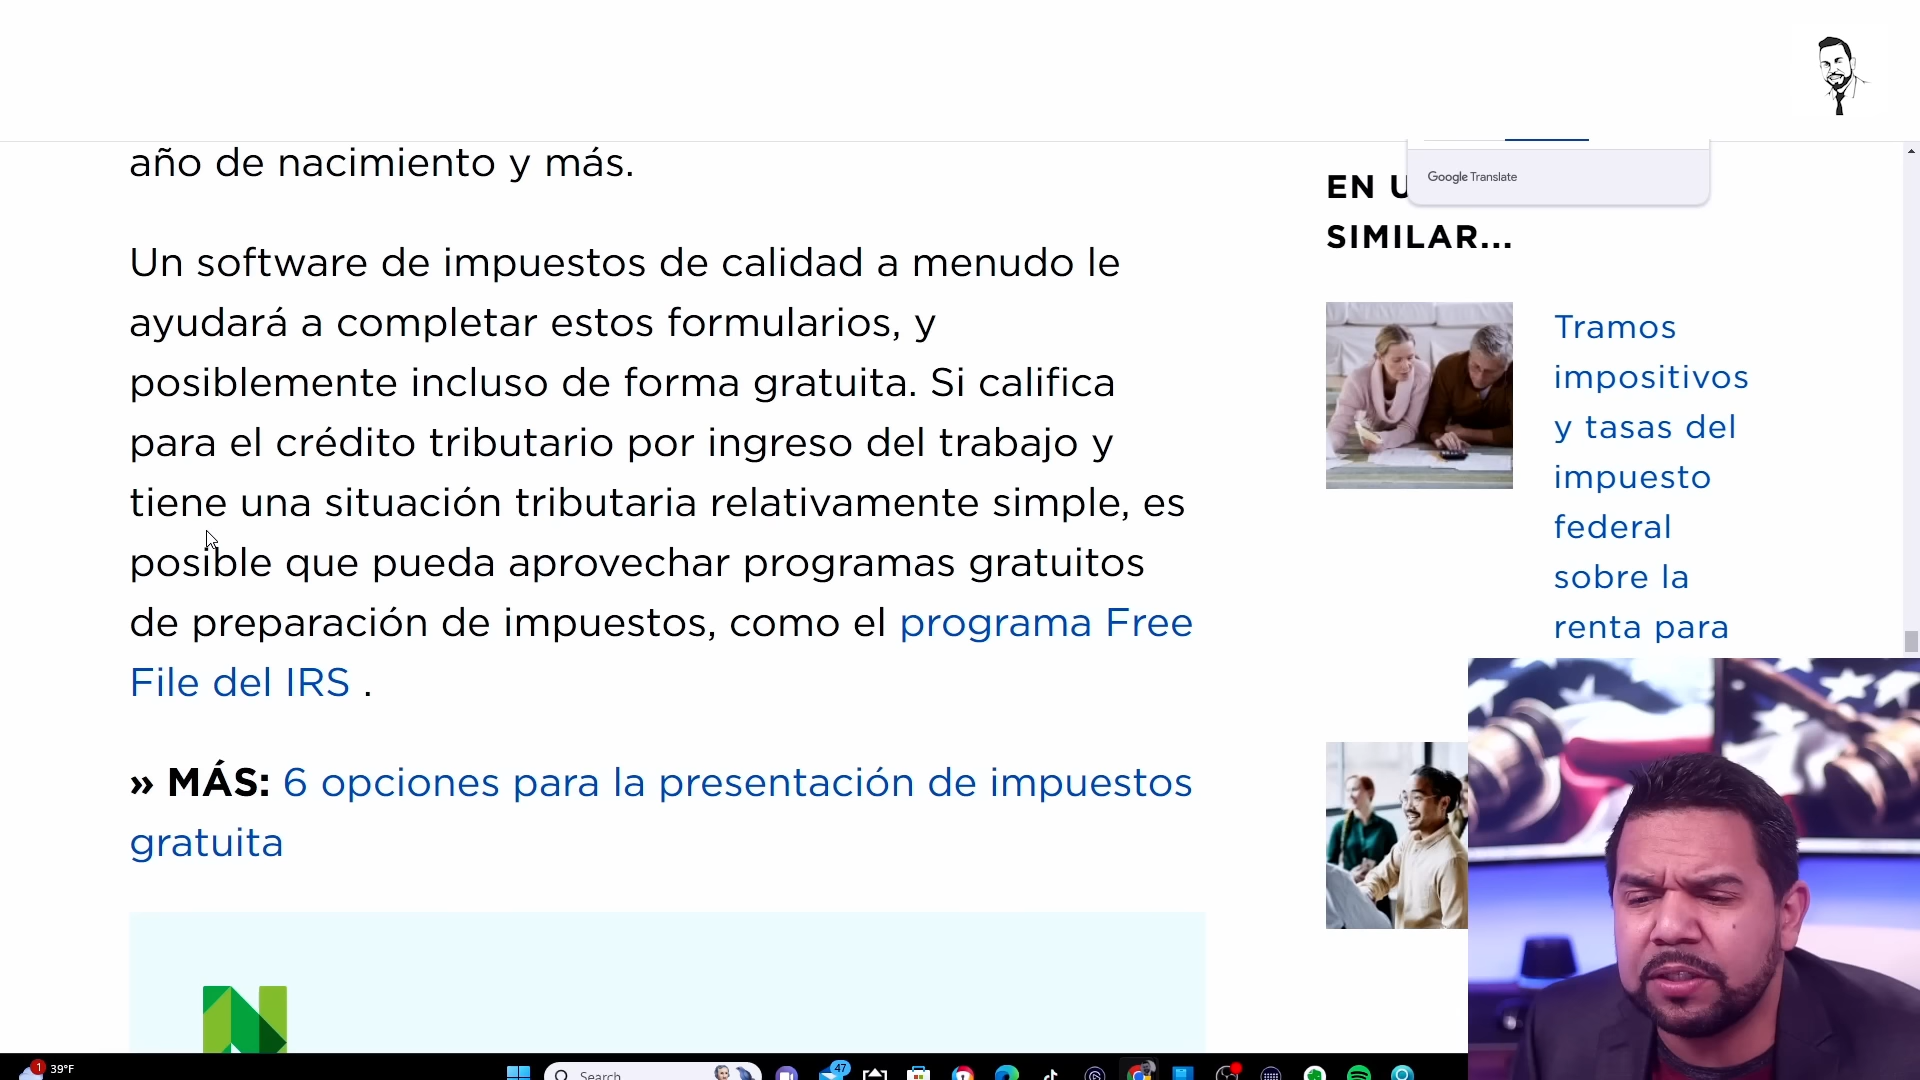 año de nacimiento y más.
Un software de impuestos de calidad a menudo le
ayudará a completar estos formularios, y
posiblemente incluso de forma gratuita. Si califica
para el crédito tributario por ingreso del trabajo y
tiene una situación tributaria relativamente simple, es
posible que pueda aprovechar programas gratuitos
de preparación de impuestos, como el programa Free
File del IRS .
» MÁS: 6 opciones para la presentación de impuestos
gratuita
Google Translate
EN U
SIMILAR...
Tramos
impositivos
y tasas del
impuesto
federal
sobre la
renta para
1
39°F
Search
47